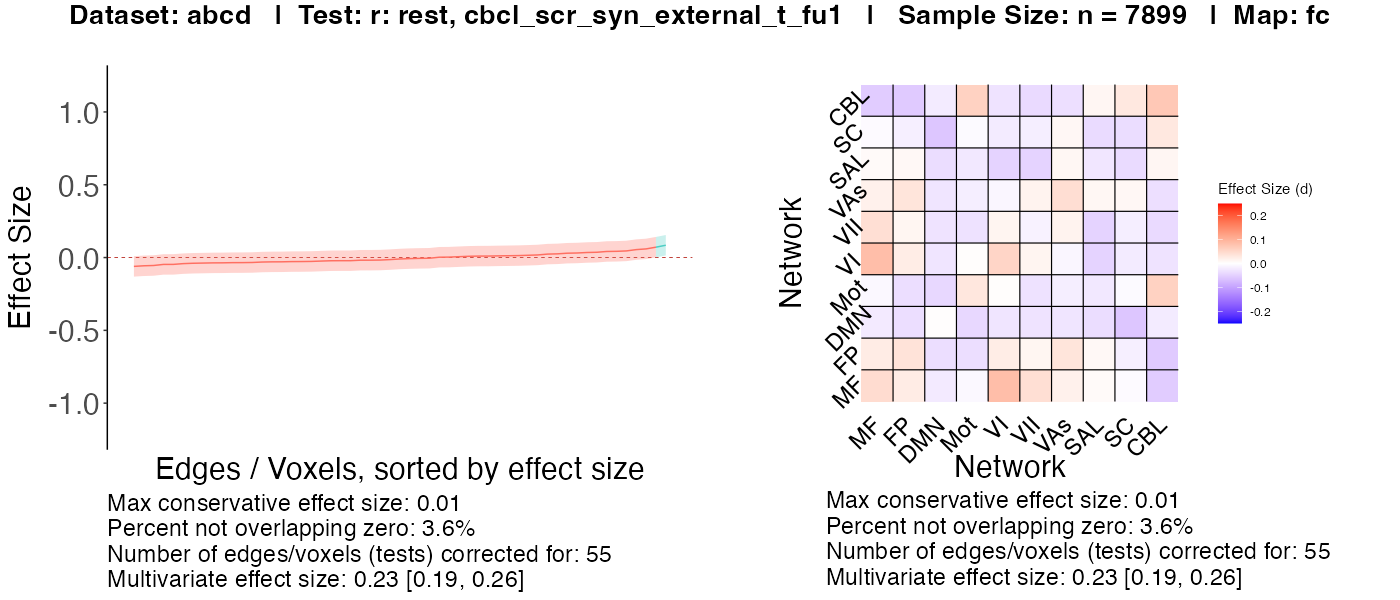 Dataset: abcd | Test: r: rest, cbcl_scr_syn_external_t_fu1 | Sample Size: n = 7899 | Map: fc
Effect Size
1.0
0.5
0.0
-0.5
-1.0
Edges / Voxels, sorted by effect size
Max conservative effect size: 0.01
Percent not overlapping zero: 3.6%
Number of edges/voxels (tests) corrected for: 55
Multivariate effect size: 0.23 [0.19, 0.26]
Network
CBL
SC
SAL
VAs
VII
VI
Mot
DMN
FP
MF
MF
FP
DMN
Mot
VI
VII
VAs
SAL
SC
CBL
Network
Effect Size (d)
0.2
0.1
0.0
-0.1
-0.2
Max conservative effect size: 0.01
Percent not overlapping zero: 3.6%
Number of edges/voxels (tests) corrected for: 55
Multivariate effect size: 0.23 [0.19, 0.26]